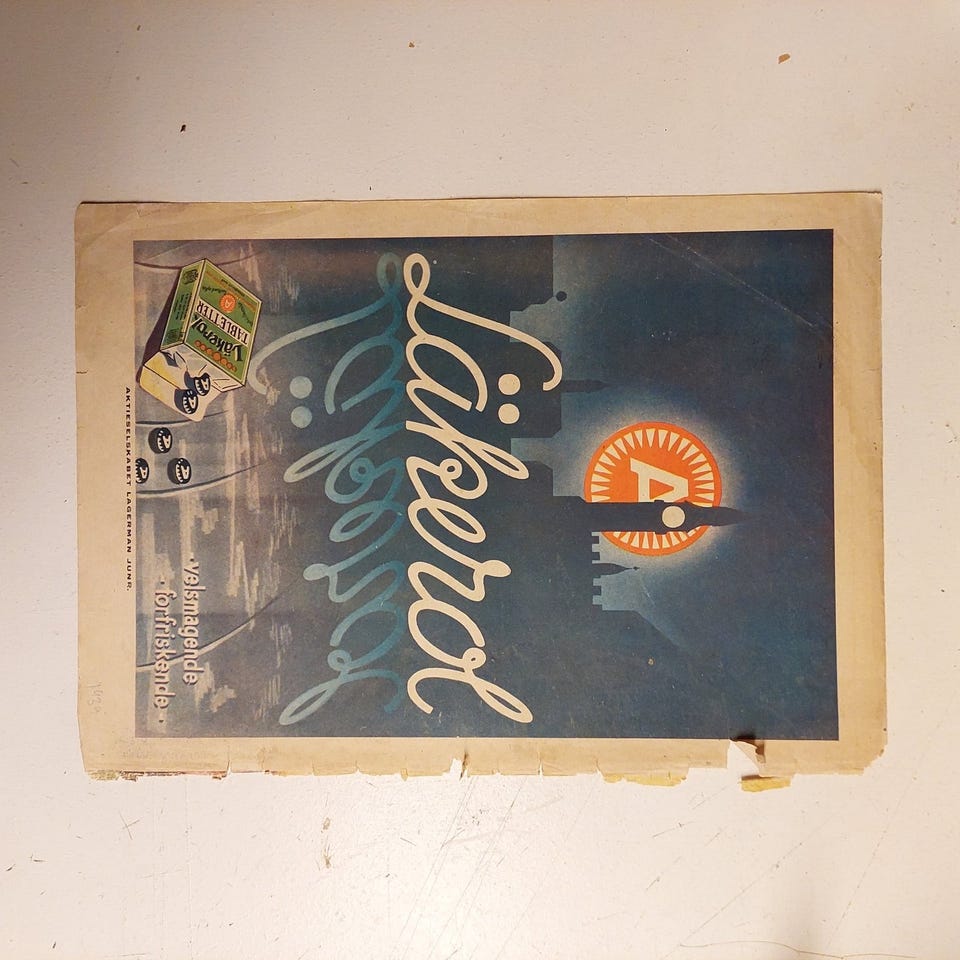 A
Läkerol
Läkerol
TABLETTER
A
A
A
A
A
A
·velsmagende
·forfriskende·
AKTIESELSKABET LAGERMAN JUNR.